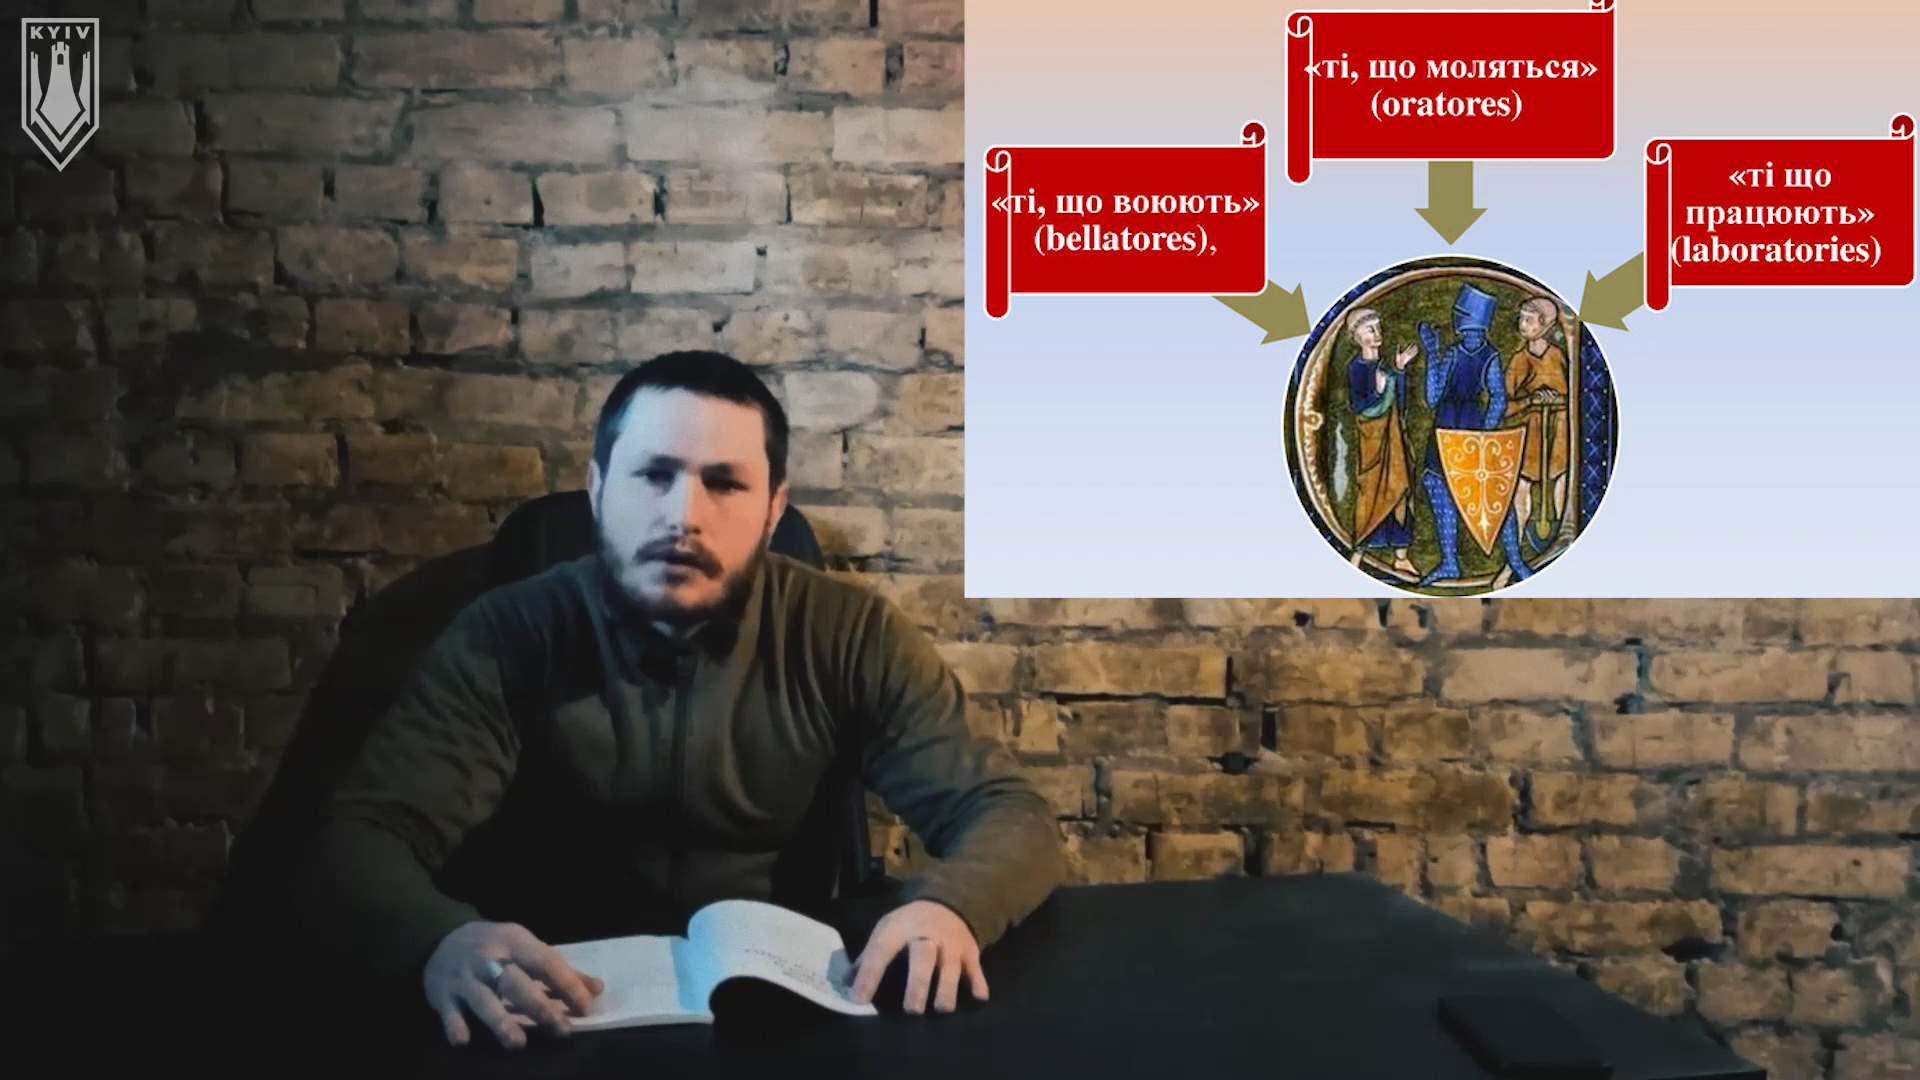 KYIV
«ті, що моляться»
(oratores)
«ті, що воюють»
(bellatores),
«ті що
працюють»
(laboratories)